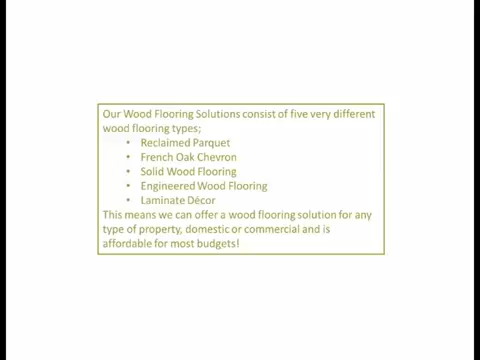 Our Wood Flooring Solutions consist of five very different
wood flooring types;
• Reclaimed Parquet
• French Oak Chevron
• Solid Wood Flooring
• Engineered Wood Flooring
• Laminate Décor
This means we can offer a wood flooring solution for any
type of property, domestic or commercial and is
affordable for most budgets!